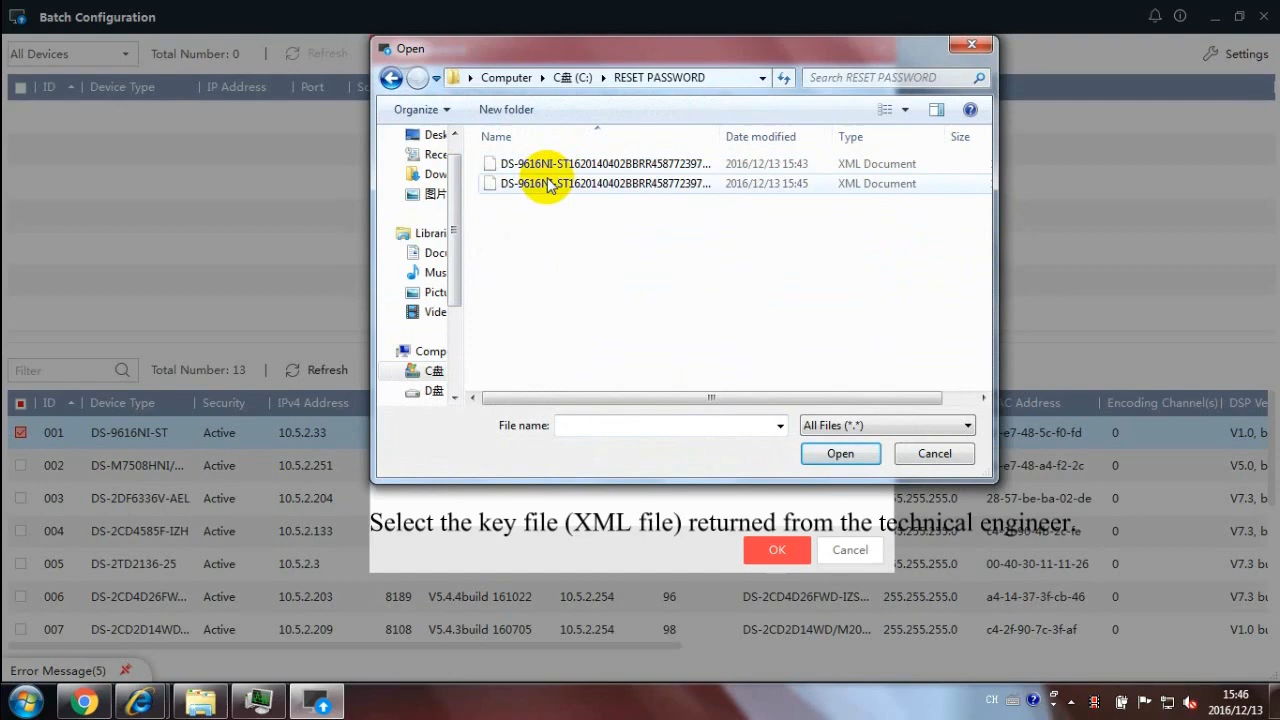 Batch Configuration
All Devices Total Number: 0 Refresh Settings
ID Device Type IP Address Port
Open
Computer C盘 (C:) RESET PASSWORD Search RESET PASSWORD
Organize New folder
Name Date modified Type Size
DS-9616NI-ST1620140402BBRR458772397... 2016/12/13 15:43 XML Document
DS-9616NI-ST1620140402BBRR458772397... 2016/12/13 15:45 XML Document
Desk
Rece
Dow
图片
Librari
Doc
Mus
Pict
Vide
Comp
C盘
D盘
File name: All Files (*.*)
Open Cancel
Select the key file (XML file) returned from the technical engineer.
OK Cancel
Filter Total Number: 13 | Refresh
ID Device Type Security IPv4 Address AC Address Encoding Channel(s) DSP Ve
001 DS-9616NI-ST Active 10.5.2.33 -e7-48-5c-f0-fd 0 V1.0, b
002 DS-M7508HNI/... Active 10.5.2.251 -e7-48-a4-f2-2c 0 V5.0, b
003 DS-2DF6336V-AEL Active 10.5.2.204 255.255.255.0 28-57-be-ba-02-de 0 V7.3, b
004 DS-2CD4585F-IZH Active 10.5.2.133 0 V7.3, b
005 DS-2TD2136-25 Active 10.5.2.3 255.255.255.0 00-40-30-11-11-26 0 V7.3 bu
006 DS-2CD4D26FW... Active 10.5.2.203 8189 V5.4.4build 161022 10.5.2.254 96 DS-2CD4D26FWD-IZS... 255.255.255.0 a4-14-37-3f-cb-46 0 V7.3 bu
007 DS-2CD2D14WD... Active 10.5.2.209 8108 V5.4.3build 160705 10.5.2.254 98 DS-2CD2D14WD/M20... 255.255.255.0 c4-2f-90-7c-3f-af 0 V1.0 bu
Error Message(5)
CH 15:46
2016/12/13